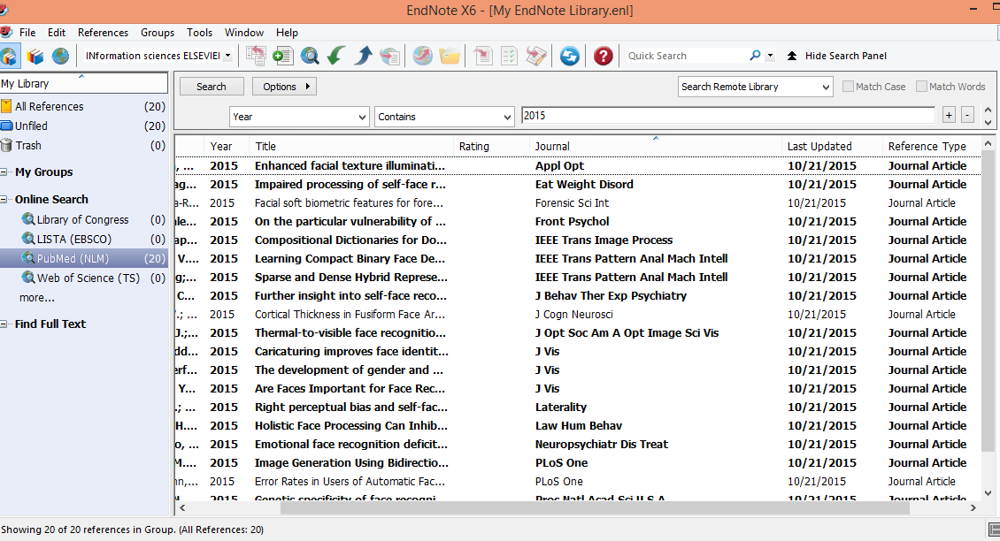 EndNote X6 - [My EndNote Library.enl]
File Edit References Groups Tools Window Help
INformation sciences ELSEVIE Quick Search Hide Search Panel
My Library
All References (20)
Unfiled (20)
Trash (0)
My Groups
Online Search
Library of Congress (0)
LISTA (EBSCO) (0)
PubMed (NLM) (20)
Web of Science (TS) (0)
more...
Find Full Text
Search Options Search Remote Library Match Case Match Words
Year Contains 2015 + -
Year Title Rating Journal Last Updated Reference Type
, ... 2015 Enhanced facial texture illuminati... Appl Opt 10/21/2015 Journal Article
ag... 2015 Impaired processing of self-face r... Eat Weight Disord 10/21/2015 Journal Article
a-R... 2015 Facial soft biometric features for fore... Forensic Sci Int 10/21/2015 Journal Article
ale... 2015 On the particular vulnerability of ... Front Psychol 10/21/2015 Journal Article
ap... 2015 Compositional Dictionaries for Do... IEEE Trans Image Process 10/21/2015 Journal Article
V.... 2015 Learning Compact Binary Face De... IEEE Trans Pattern Anal Mach Intell 10/21/2015 Journal Article
g;... 2015 Sparse and Dense Hybrid Represe... IEEE Trans Pattern Anal Mach Intell 10/21/2015 Journal Article
C... 2015 Further insight into self-face reco... J Behav Ther Exp Psychiatry 10/21/2015 Journal Article
.; ... 2015 Cortical Thickness in Fusiform Face Ar... J Cogn Neurosci 10/21/2015 Journal Article
J.;... 2015 Thermal-to-visible face recognitio... J Opt Soc Am A Opt Image Sci Vis 10/21/2015 Journal Article
dd... 2015 Caricaturing improves face identit... J Vis 10/21/2015 Journal Article
erf... 2015 The development of gender and ... J Vis 10/21/2015 Journal Article
Y... 2015 Are Faces Important for Face Rec... J Vis 10/21/2015 Journal Article
.; ... 2015 Right perceptual bias and self-fac... Laterality 10/21/2015 Journal Article
H.... 2015 Holistic Face Processing Can Inhib... Law Hum Behav 10/21/2015 Journal Article
o, ... 2015 Emotional face recognition deficit... Neuropsychiatr Dis Treat 10/21/2015 Journal Article
M.... 2015 Image Generation Using Bidirectio... PLoS One 10/21/2015 Journal Article
nn,... 2015 Error Rates in Users of Automatic Fac... PLoS One 10/21/2015 Journal Article
2015 Genetic specificity of face recogni... Proc Natl Acad Sci U S A 10/21/2015 Journal Article
Showing 20 of 20 references in Group. (All References: 20)